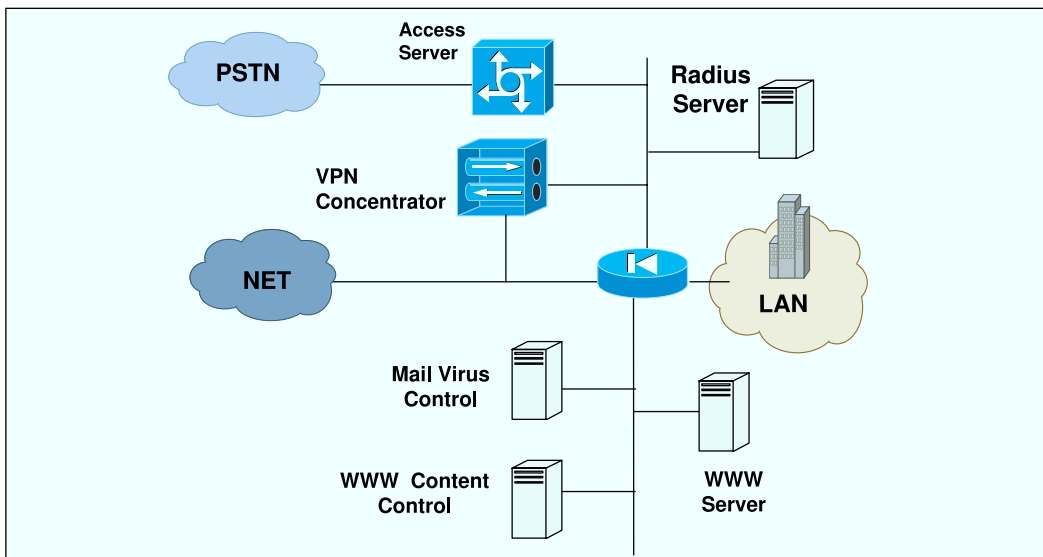 Access
Server
PSTN
Radius
Server
VPN
Concentrator
NET
LAN
Mail Virus
Control
WWW Content
Control
WWW
Server